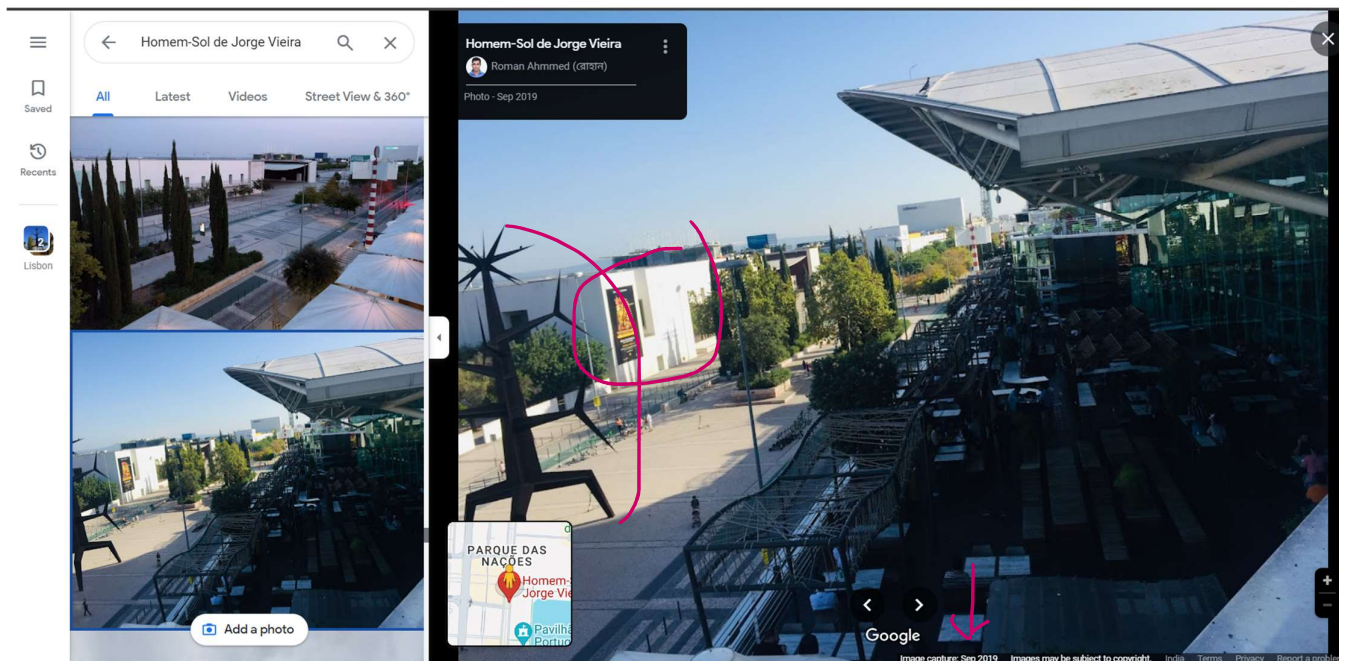 Homem-Sol de Jorge Vieira
Saved
All
Latest
Videos
Street View & 360°
Recents
2
Lisbon
Add a photo
Homem-Sol de Jorge Vieira
Roman Ahmmed (রোহান)
Photo - Sep 2019
PARQUE DAS
NAÇÕES
Homem-
Jorge Vie
Pavilhã
Portug
Google
Image capture: Sep 2019 Images may be subject to copyright. India Terms Privacy Report a problem